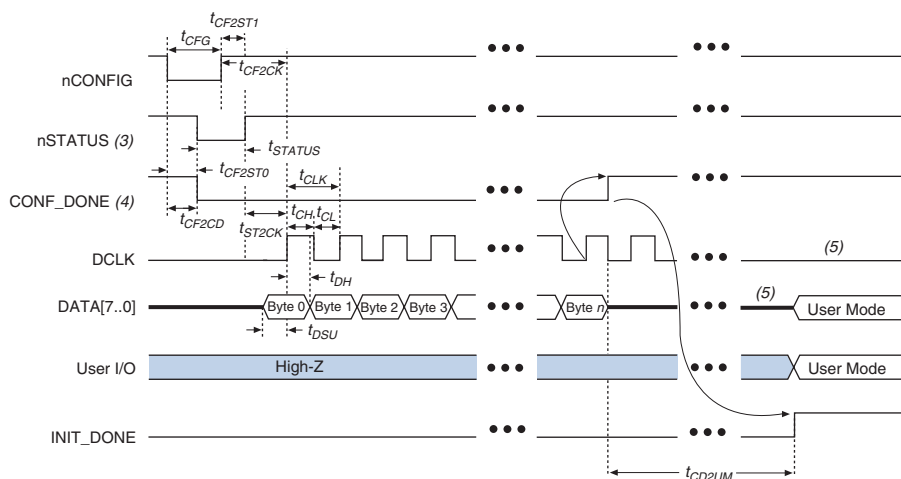 tCF2ST1
tCFG
tCF2CK
nCONFIG
nSTATUS (3)
tSTATUS
tCF2ST0
tCLK
CONF_DONE (4)
tCF2CD
tST2CK
tCH
tCL
DCLK
(5)
tDH
DATA[7..0]
Byte 0
Byte 1
Byte 2
Byte 3
Byte n
(5)
User Mode
tDSU
User I/O
High-Z
User Mode
INIT_DONE
tCD2UM